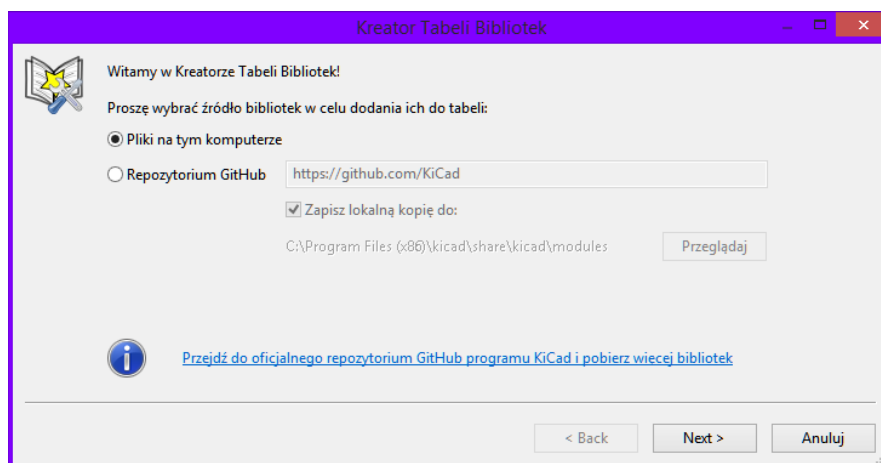 Kreator Tabeli Bibliotek
Witamy w Kreatorze Tabeli Bibliotek!
Proszę wybrać źródło bibliotek w celu dodania ich do tabeli:
Pliki na tym komputerze
Repozytorium GitHub https://github.com/KiCad
Zapisz lokalną kopię do:
C:\Program Files (x86)\kicad\share\kicad\modules Przeglądaj
Przejdź do oficjalnego repozytorium GitHub programu KiCad i pobierz wiecej bibliotek
< Back Next > Anuluj